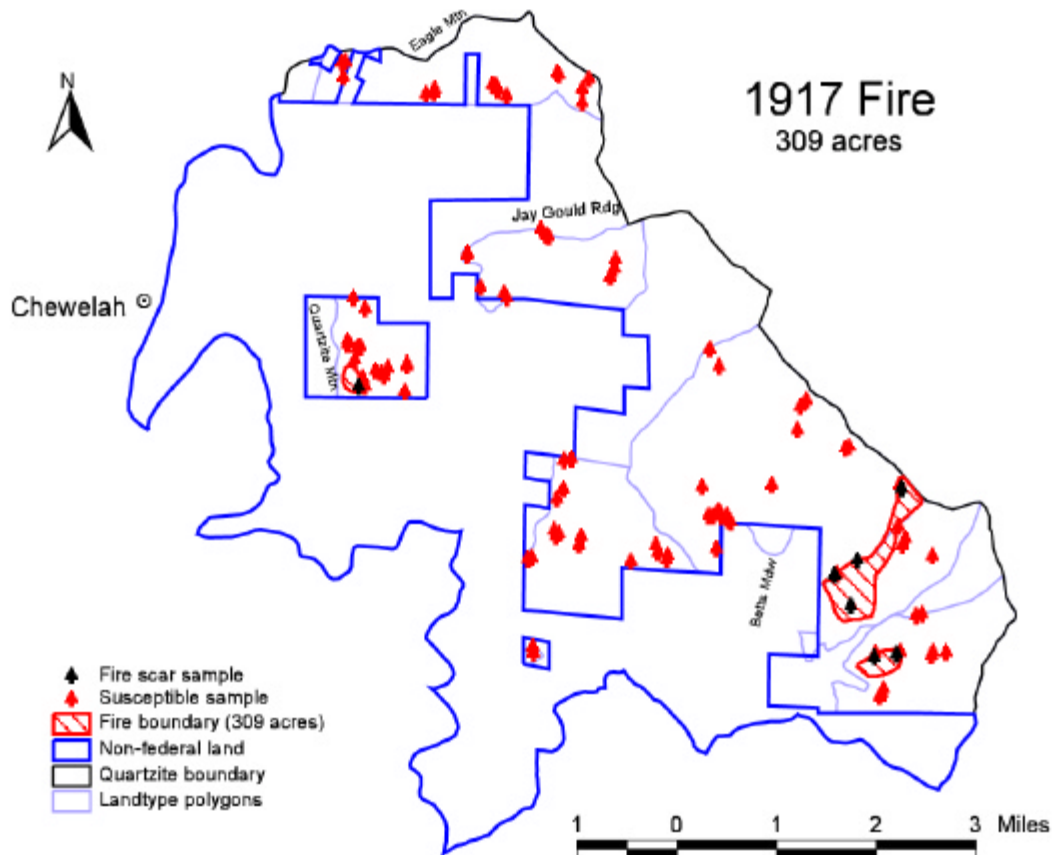 Eagle Mtn
N
1917 Fire
309 acres
Jay Gould Rdg
Chewelah
Quartzite Mtn
Betts Mdw
Fire scar sample
Susceptible sample
Fire boundary (309 acres)
Non-federal land
Quartzite boundary
Landtype polygons
1 0 1 2 3 Miles